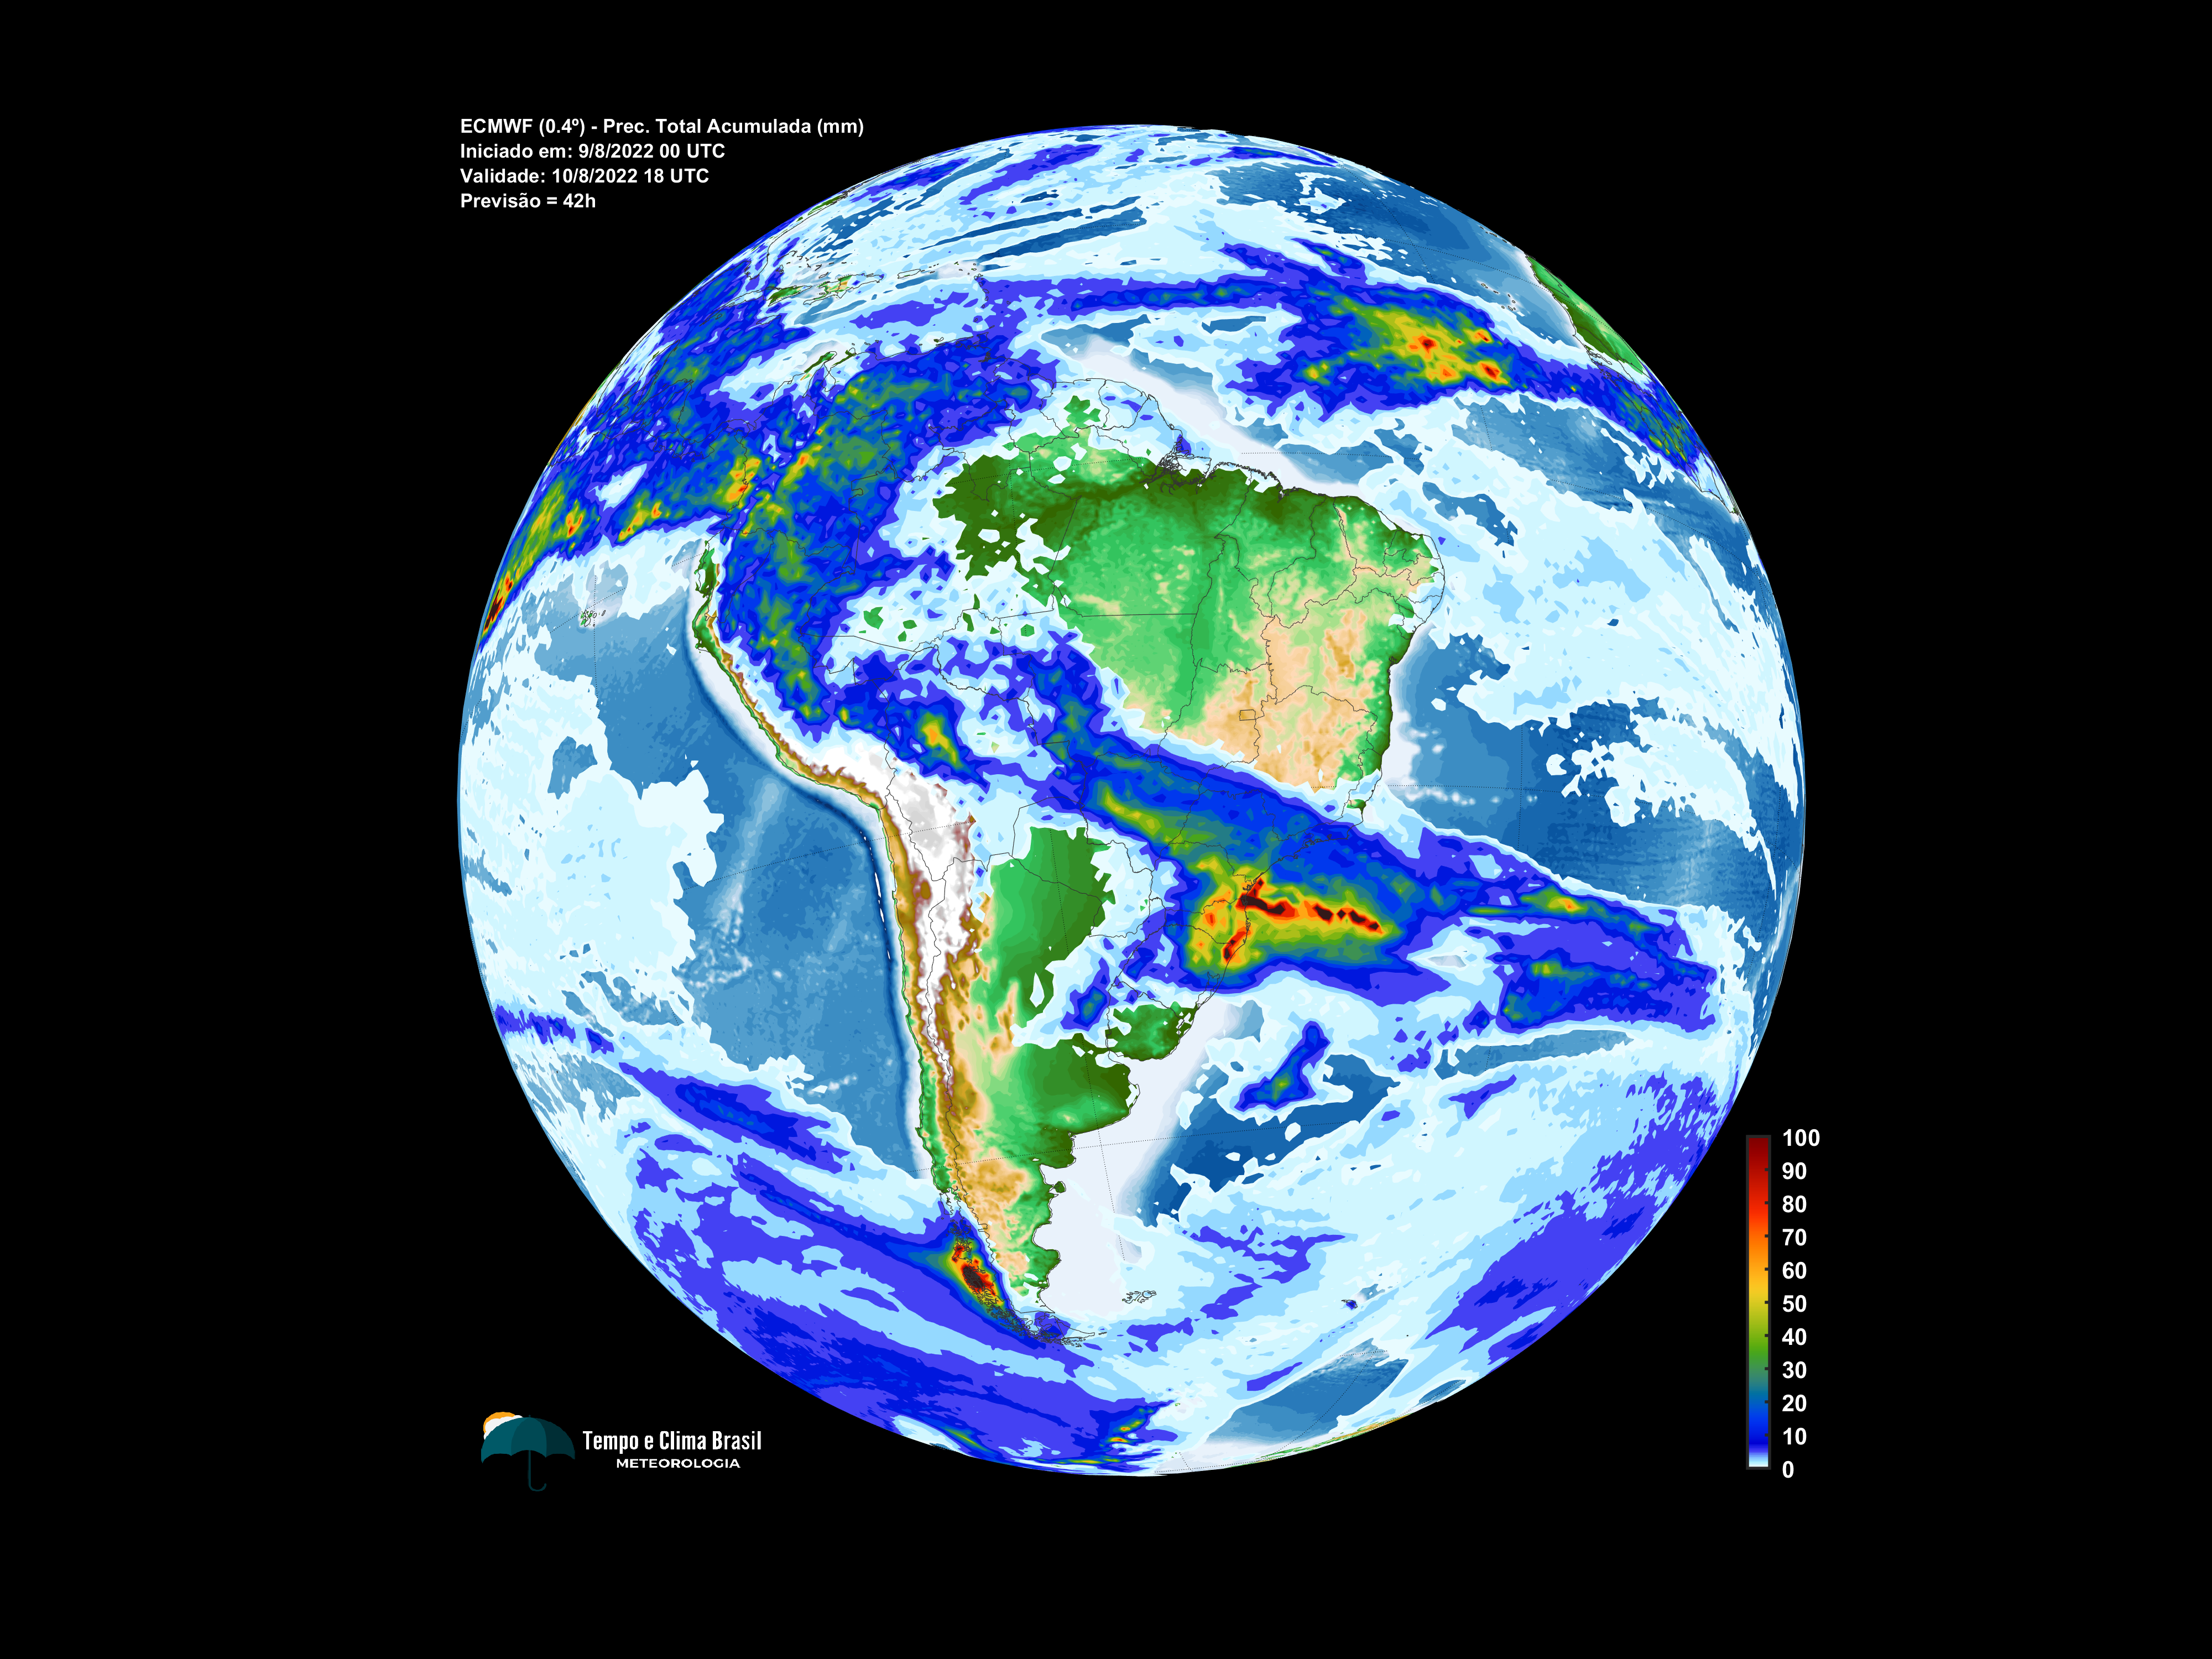 ECMWF (0.4º) - Prec. Total Acumulada (mm)
Iniciado em: 9/8/2022 00 UTC
Validade: 10/8/2022 18 UTC
Previsão = 42h
100
90
80
70
60
50
40
30
20
10
0
Tempo e Clima Brasil
METEOROLOGIA